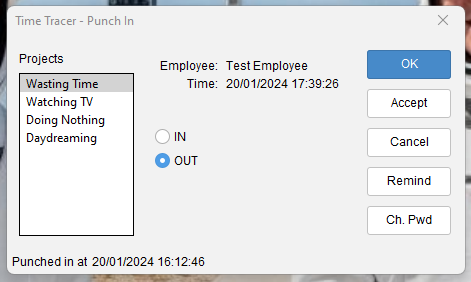 Time Tracer - Punch In
Projects
Wasting Time
Watching TV
Doing Nothing
Daydreaming
Employee: Test Employee
Time: 20/01/2024 17:39:26
IN
OUT
OK
Accept
Cancel
Remind
Ch. Pwd
Punched in at 20/01/2024 16:12:46